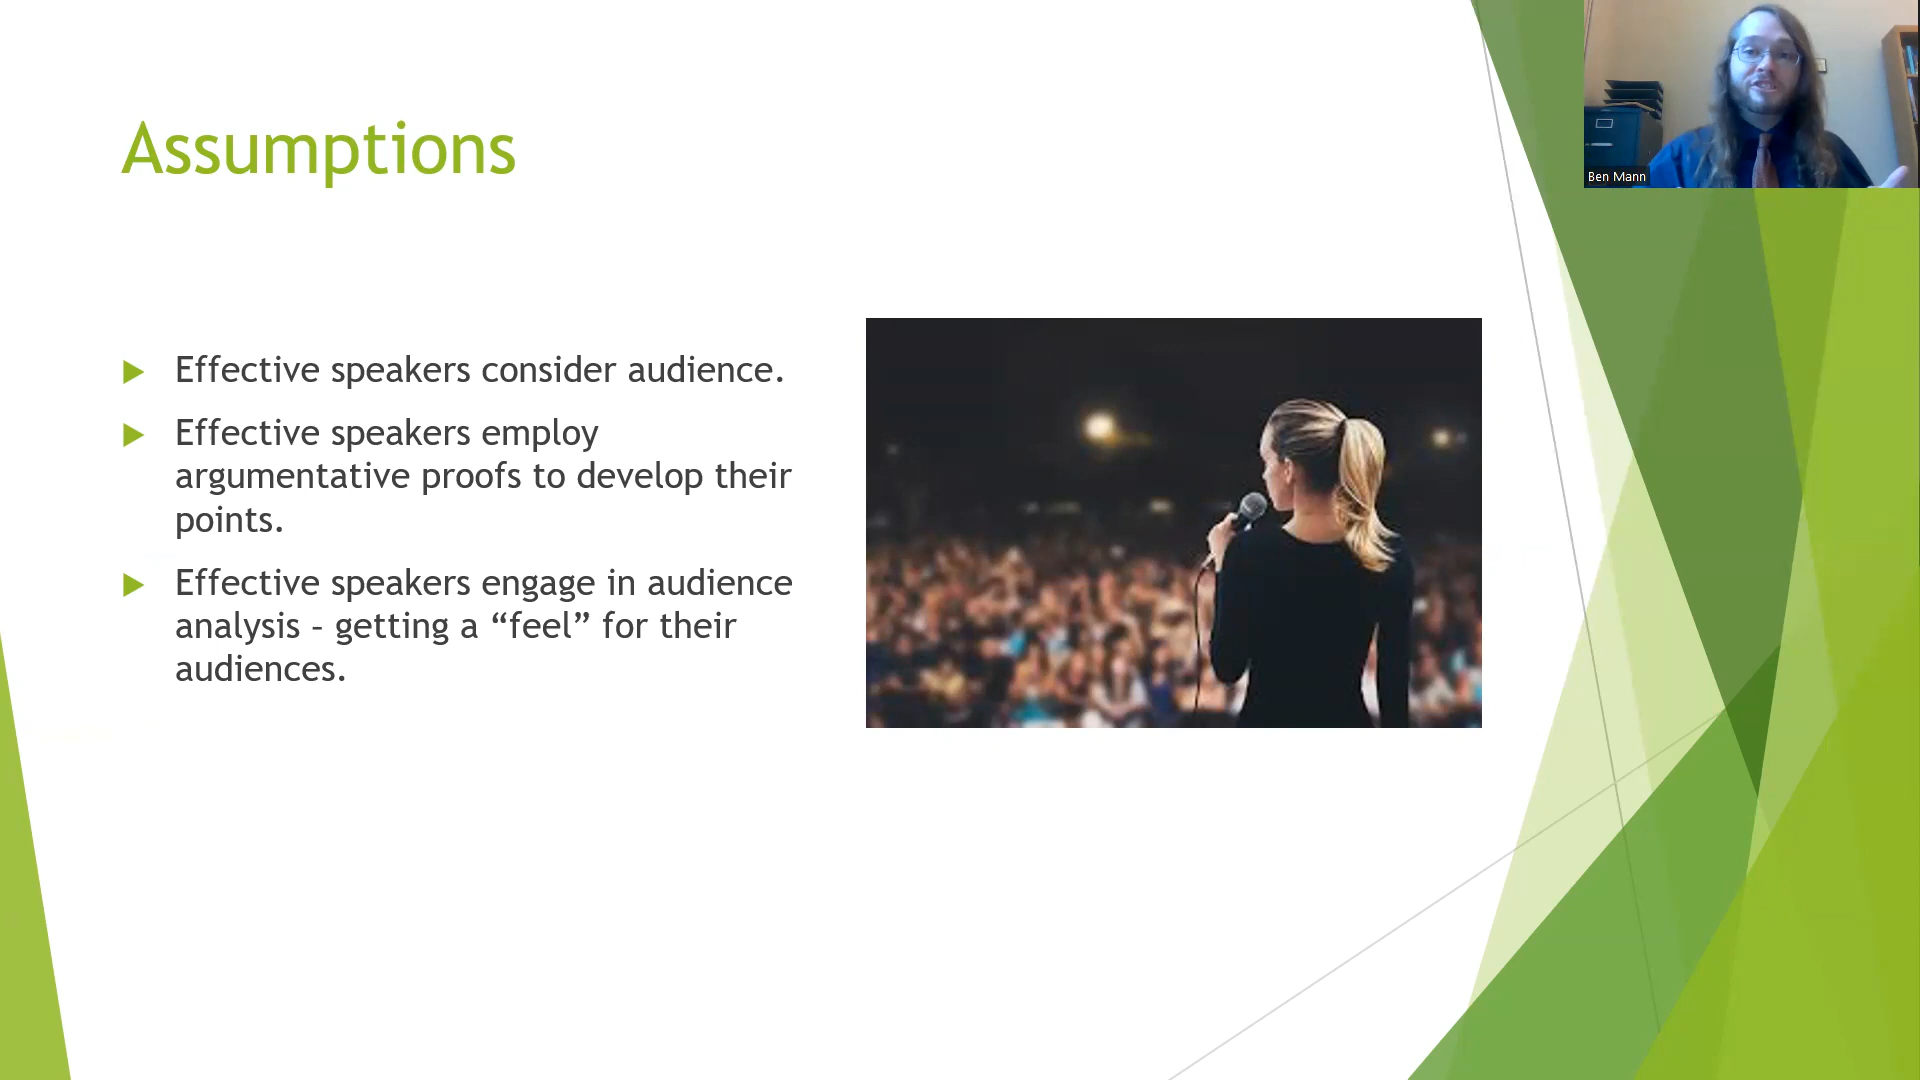 Assumptions
Effective speakers consider audience.
Effective speakers employ
argumentative proofs to develop their
points.
Effective speakers engage in audience
analysis – getting a “feel” for their
audiences.
Ben Mann